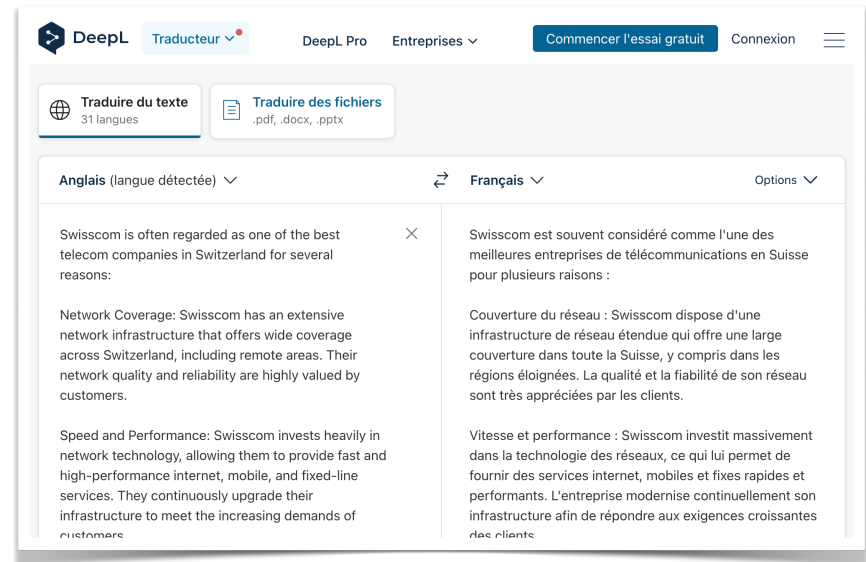 DeepL Traducteur DeepL Pro Entreprises Commencer l'essai gratuit Connexion
Traduire du texte
31 langues
Traduire des fichiers
.pdf, .docx, .pptx
Anglais (langue détectée)
Français
Options
Swisscom is often regarded as one of the best
telecom companies in Switzerland for several
reasons:
Network Coverage: Swisscom has an extensive
network infrastructure that offers wide coverage
across Switzerland, including remote areas. Their
network quality and reliability are highly valued by
customers.
Speed and Performance: Swisscom invests heavily in
network technology, allowing them to provide fast and
high-performance internet, mobile, and fixed-line
services. They continuously upgrade their
infrastructure to meet the increasing demands of
customers
Swisscom est souvent considéré comme l'une des
meilleures entreprises de télécommunications en Suisse
pour plusieurs raisons :
Couverture du réseau : Swisscom dispose d'une
infrastructure de réseau étendue qui offre une large
couverture dans toute la Suisse, y compris dans les
régions éloignées. La qualité et la fiabilité de son réseau
sont très appréciées par les clients.
Vitesse et performance : Swisscom investit massivement
dans la technologie des réseaux, ce qui lui permet de
fournir des services internet, mobiles et fixes rapides et
performants. L'entreprise modernise continuellement son
infrastructure afin de répondre aux exigences croissantes
des clients